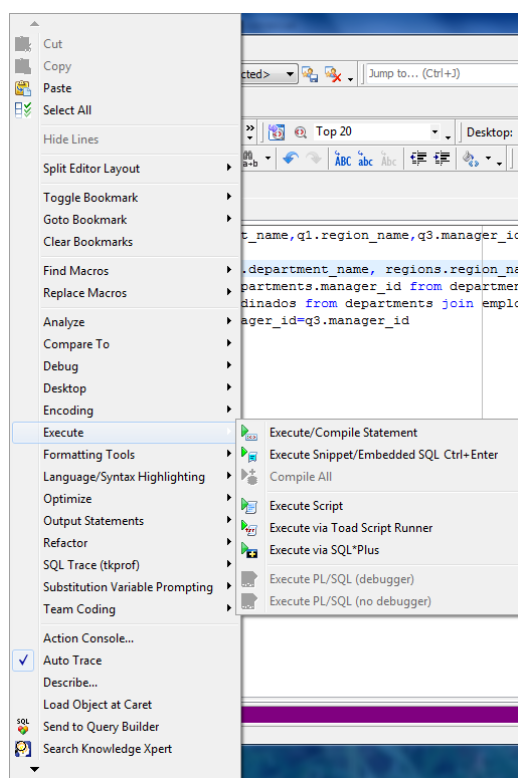 Cut
Copy
Paste
Select All
Hide Lines
Split Editor Layout
Toggle Bookmark
Goto Bookmark
Clear Bookmarks
Find Macros
Replace Macros
Analyze
Compare To
Debug
Desktop
Encoding
Execute
Formatting Tools
Language/Syntax Highlighting
Optimize
Output Statements
Refactor
SQL Trace (tkprof)
Substitution Variable Prompting
Team Coding
Action Console...
Auto Trace
Describe...
Load Object at Caret
SQL
Send to Query Builder
Search Knowledge Xpert
Execute/Compile Statement
Execute Snippet/Embedded SQL Ctrl+Enter
Compile All
Execute Script
Execute via Toad Script Runner
Execute via SQL*Plus
Execute PL/SQL (debugger)
Execute PL/SQL (no debugger)
cted> Jump to... (Ctrl+J)
Top 20 Desktop:
a→b ABC abc Abc
t_name,q1.region_name,q3.manager_id
.department_name, regions.region_na
partments.manager_id from departmen
dinados from departments join emplo
ager_id=q3.manager_id